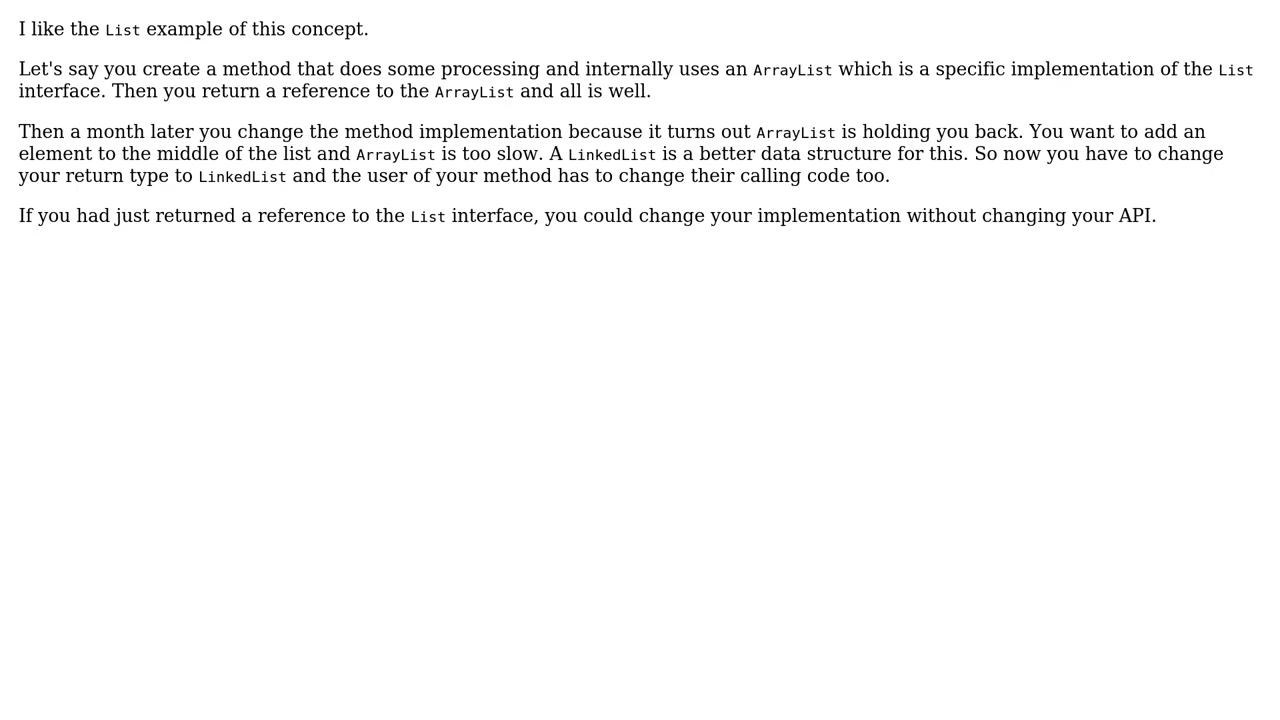 I like the List example of this concept.
Let's say you create a method that does some processing and internally uses an ArrayList which is a specific implementation of the List
interface. Then you return a reference to the ArrayList and all is well.
Then a month later you change the method implementation because it turns out ArrayList is holding you back. You want to add an
element to the middle of the list and ArrayList is too slow. A LinkedList is a better data structure for this. So now you have to change
your return type to LinkedList and the user of your method has to change their calling code too.
If you had just returned a reference to the List interface, you could change your implementation without changing your API.